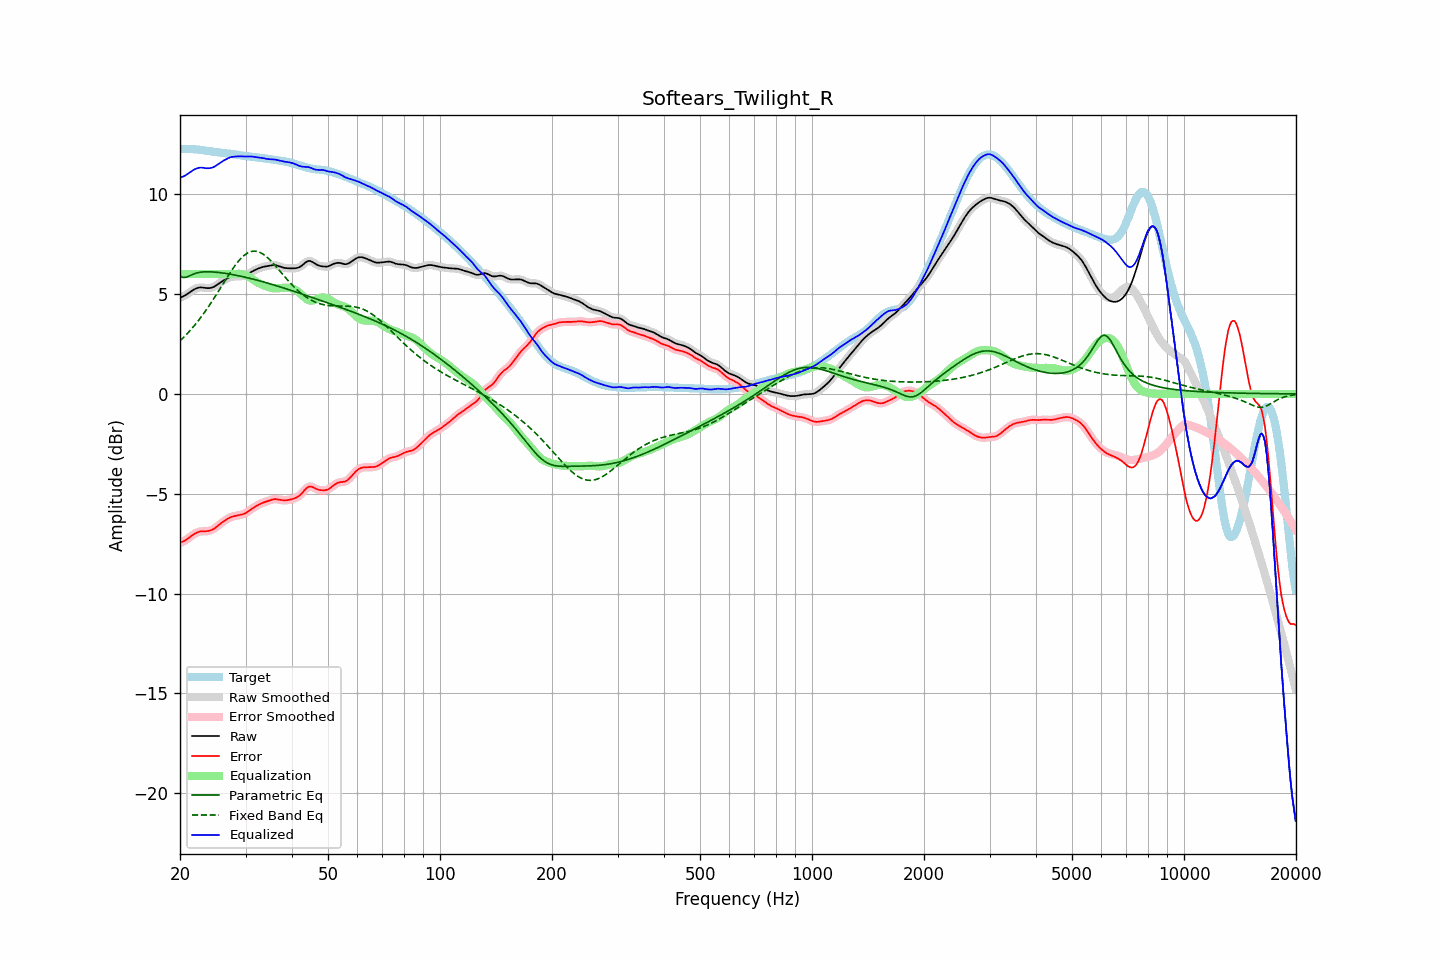 Softears_Twilight_R
Amplitude (dBr)
10
5
0
−5
−10
−15
−20
Target
Raw Smoothed
Error Smoothed
Raw
Error
Equalization
Parametric Eq
Fixed Band Eq
Equalized
20 50 100 200 500 1000 2000 5000 10000 20000
Frequency (Hz)